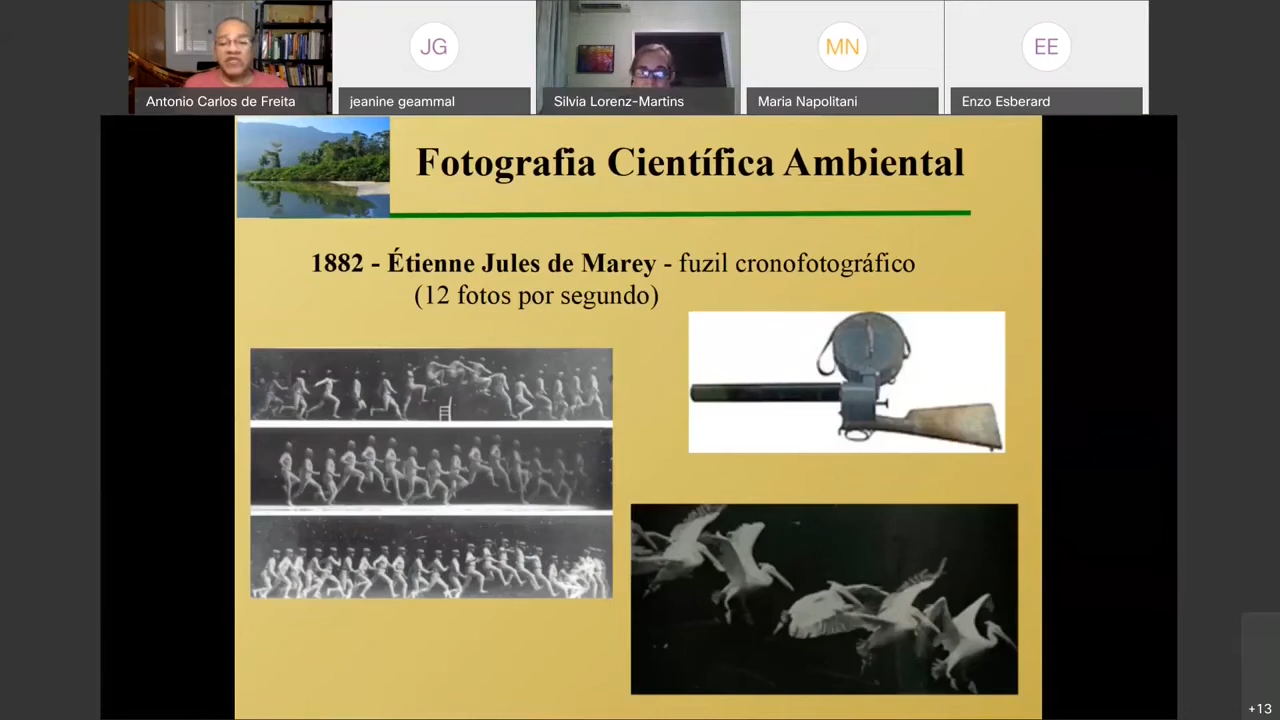 JG
MN
EE
Antonio Carlos de Freita
jeanine geammal
Silvia Lorenz-Martins
Maria Napolitani
Enzo Esberard
Fotografia Científica Ambiental
1882 - Étienne Jules de Marey - fuzil cronofotográfico
(12 fotos por segundo)
+13